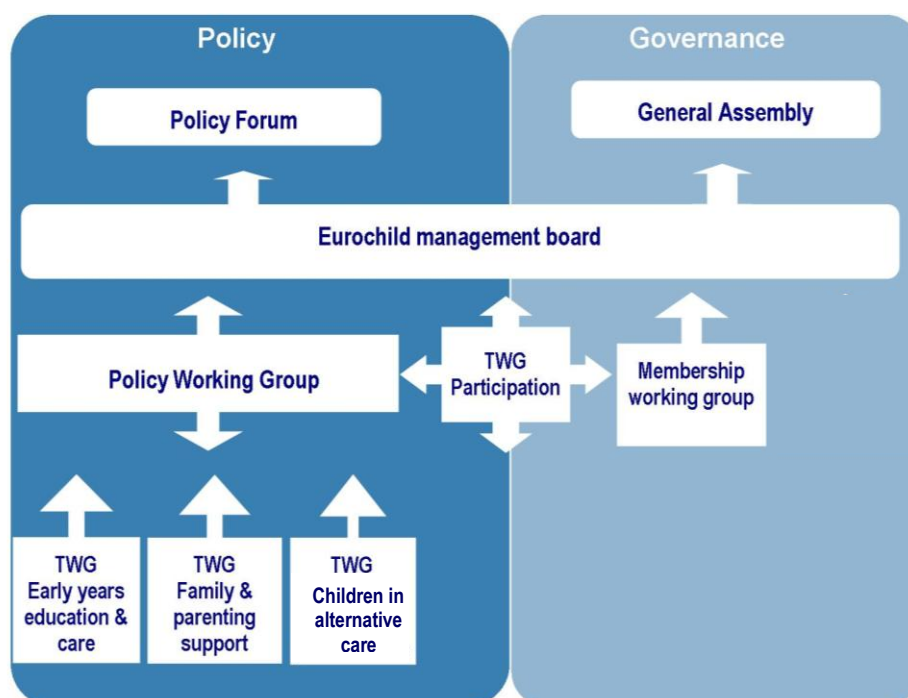 Policy
Governance
Policy Forum
General Assembly
Eurochild management board
Policy Working Group
TWG
Participation
Membership
working group
TWG
Early years
education &
care
TWG
Family &
parenting
support
TWG
Children in
alternative
care